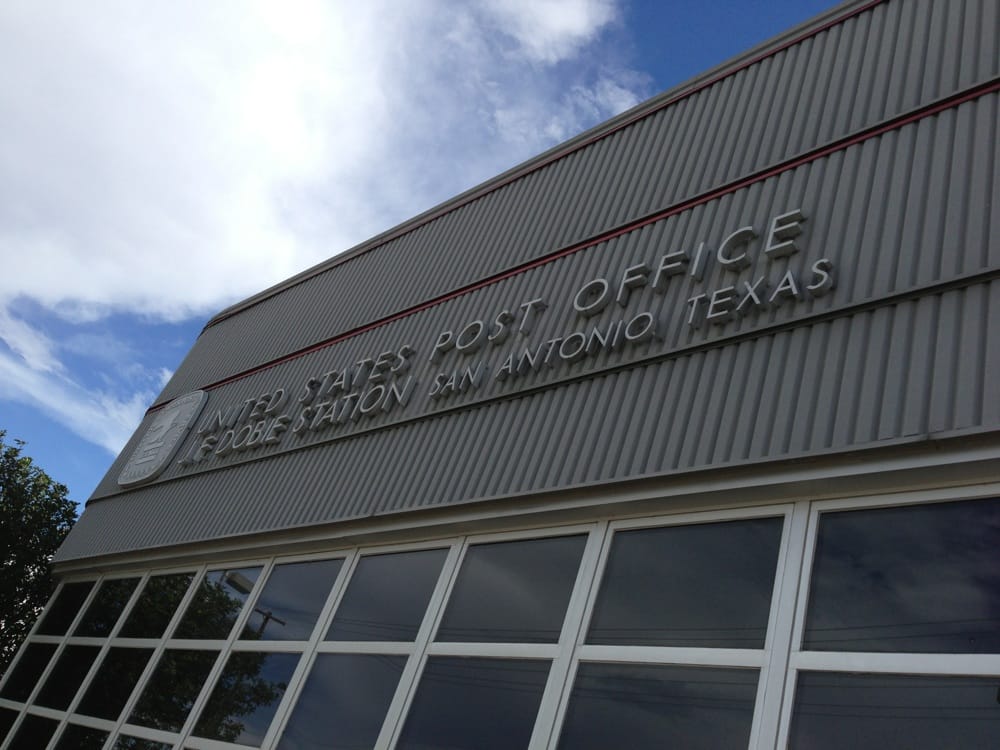 UNITED STATES POST OFFICE
J. F. DOBIE STATION SAN ANTONIO, TEXAS